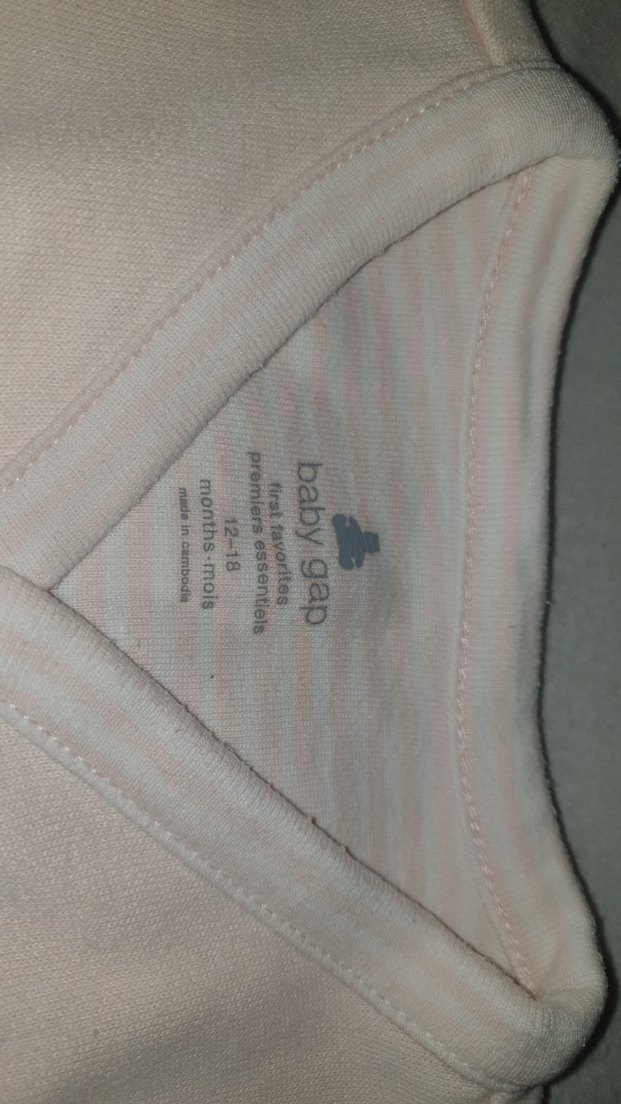 baby gap
first favorites
premiers essentiels
12–18
months·mois
made in cambodia